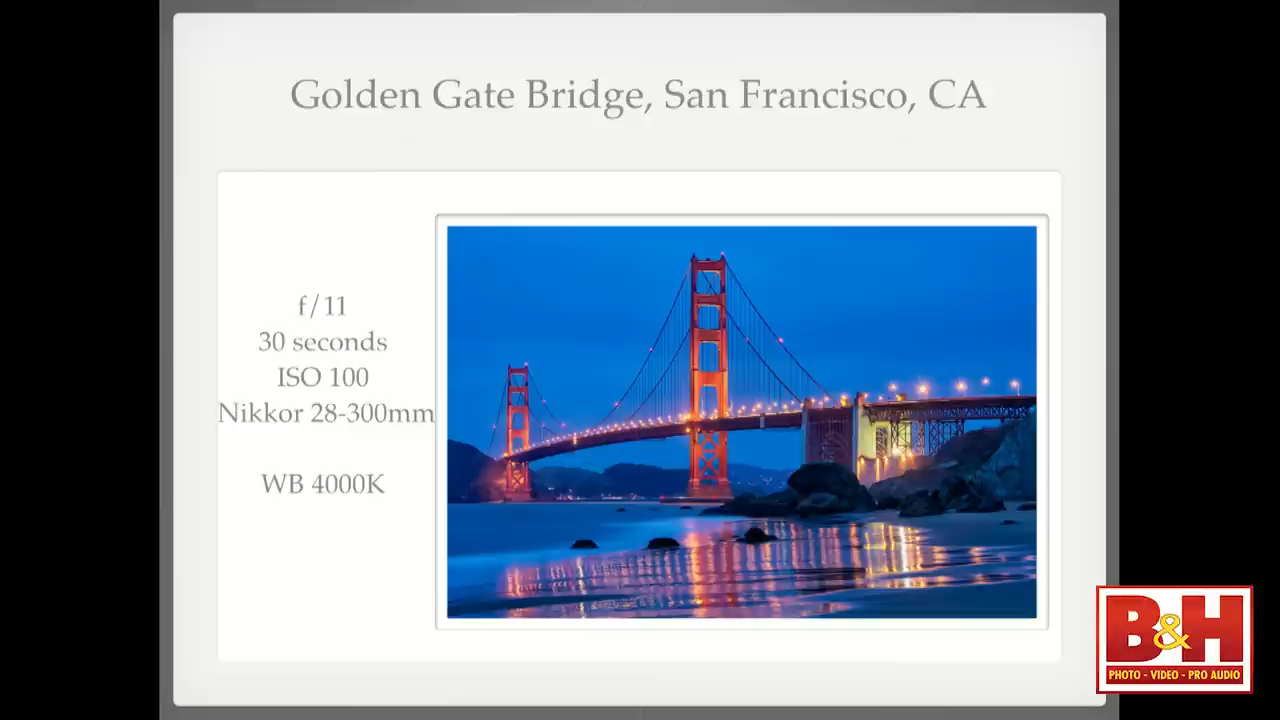 Golden Gate Bridge, San Francisco, CA
f/11
30 seconds
ISO 100
Nikkor 28-300mm
WB 4000K
B&H
PHOTO - VIDEO - PRO AUDIO